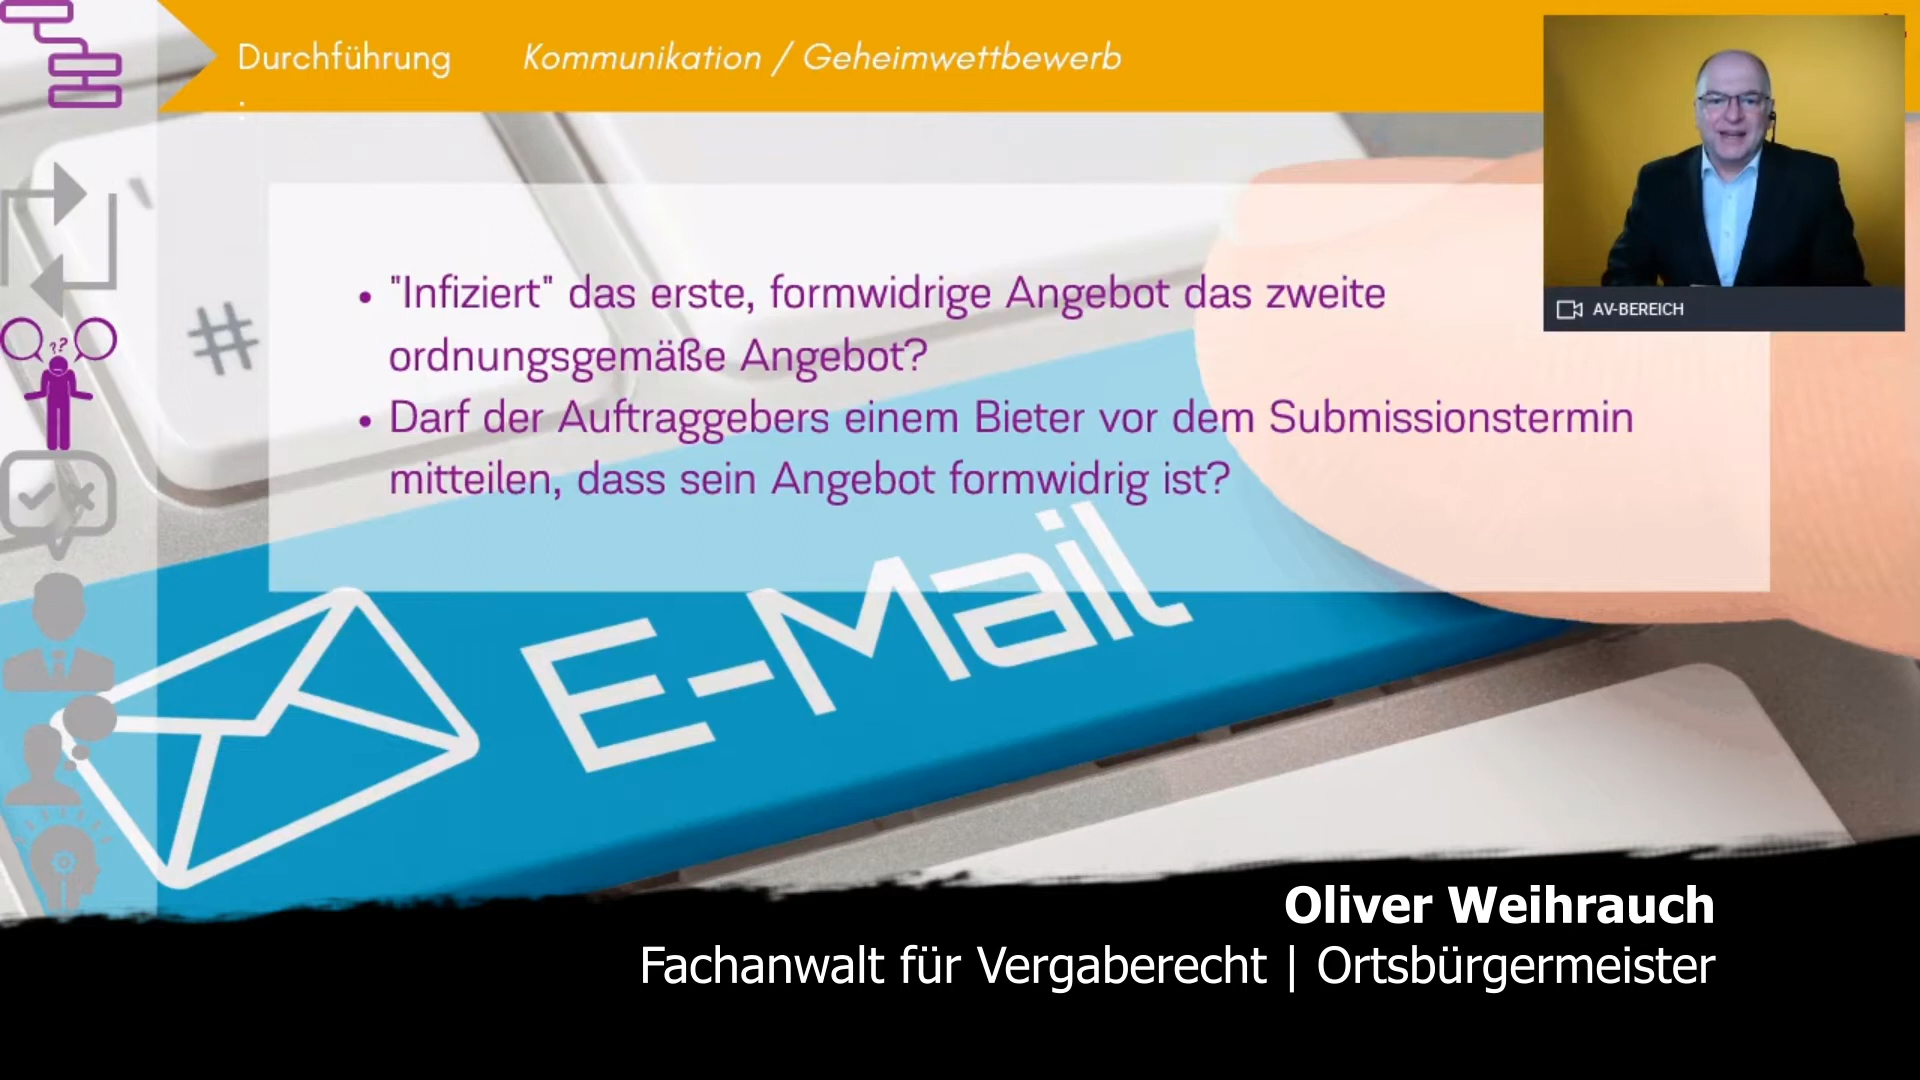 Durchführung Kommunikation / Geheimwettbewerb
:
AV-BEREICH
??
#
• "Infiziert" das erste, formwidrige Angebot das zweite
ordnungsgemäße Angebot?
• Darf der Auftraggebers einem Bieter vor dem Submissionstermin
mitteilen, dass sein Angebot formwidrig ist?
E-Mail
Oliver Weihrauch
Fachanwalt für Vergaberecht | Ortsbürgermeister